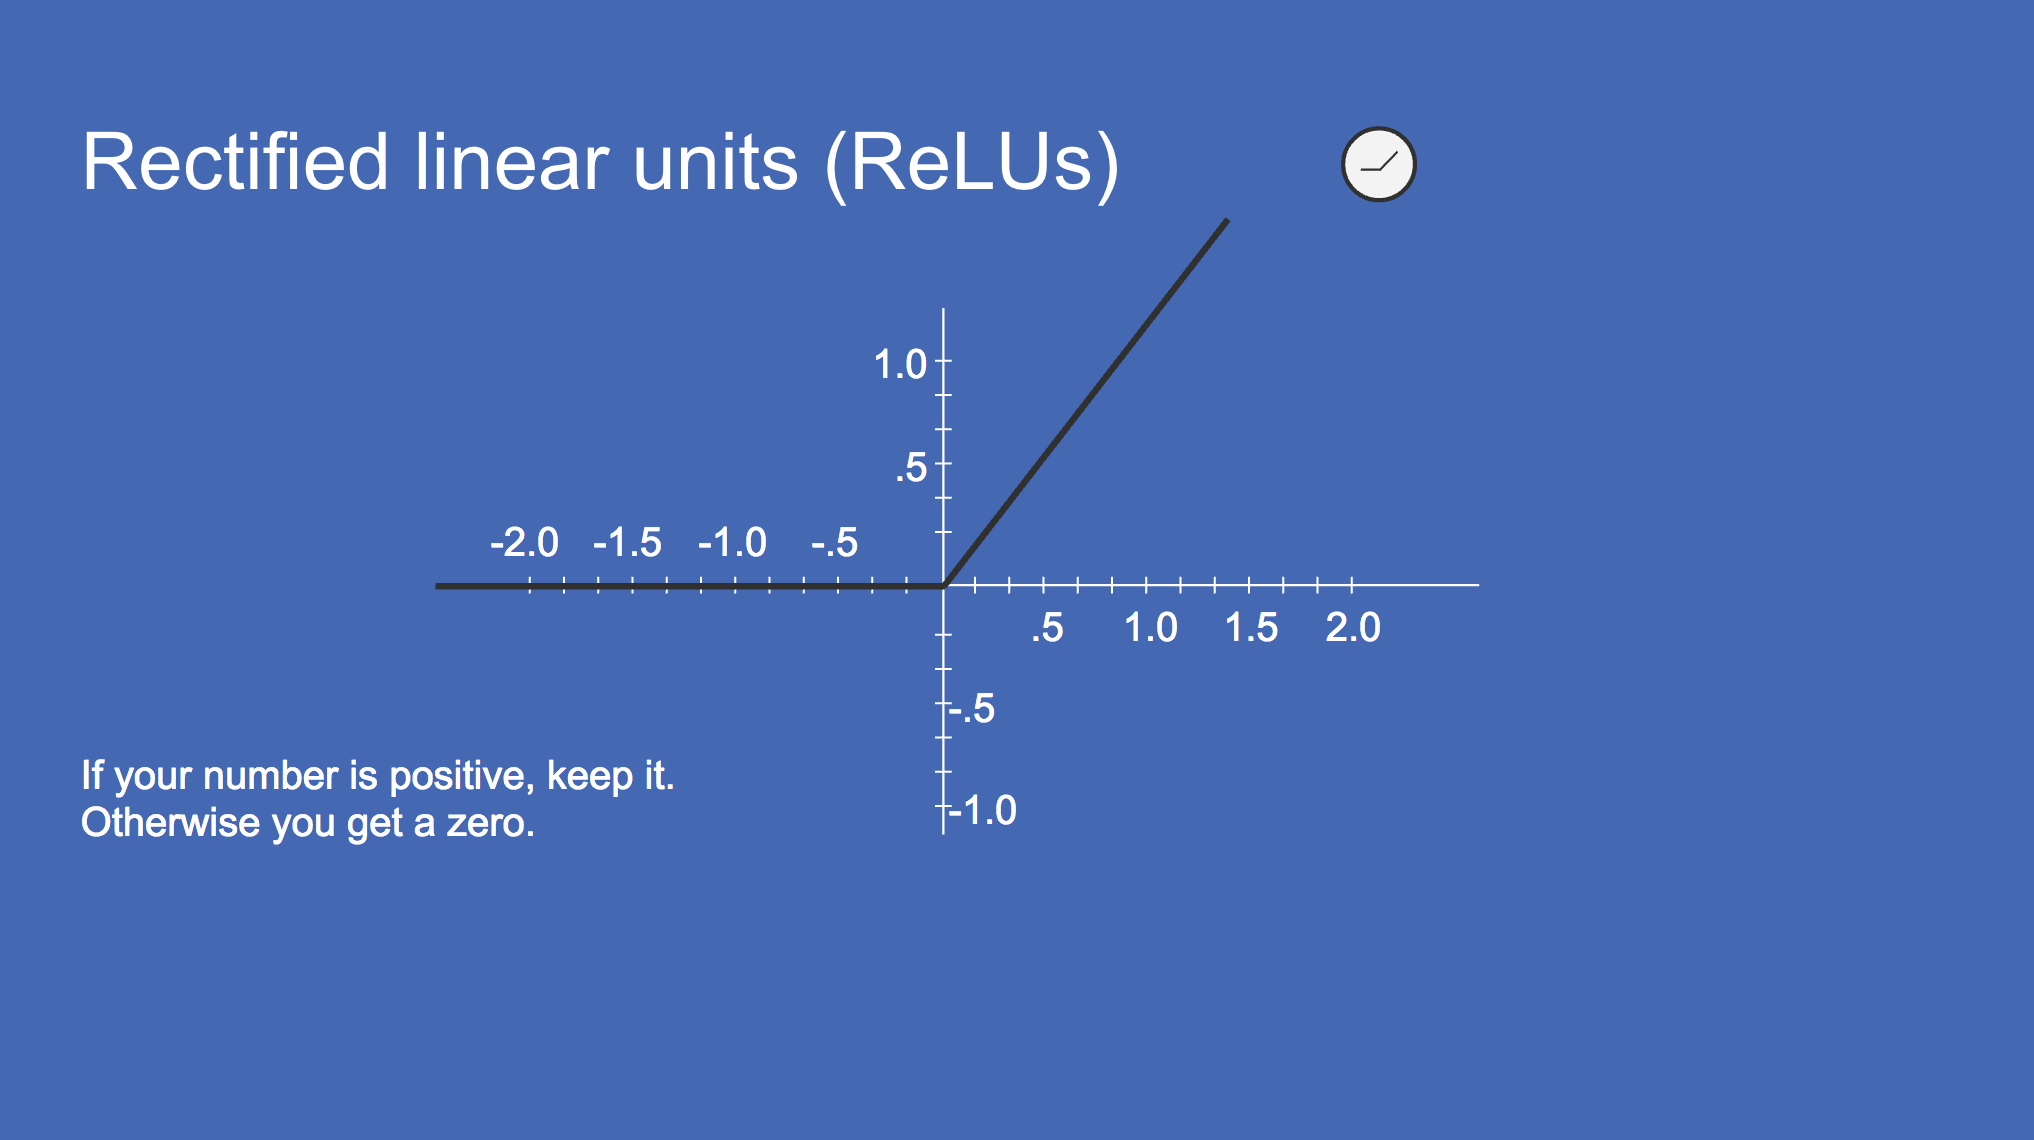 Rectified linear units (ReLUs)
1.0
.5
-2.0 -1.5 -1.0 -.5
.5 1.0 1.5 2.0
-.5
-1.0
If your number is positive, keep it.
Otherwise you get a zero.